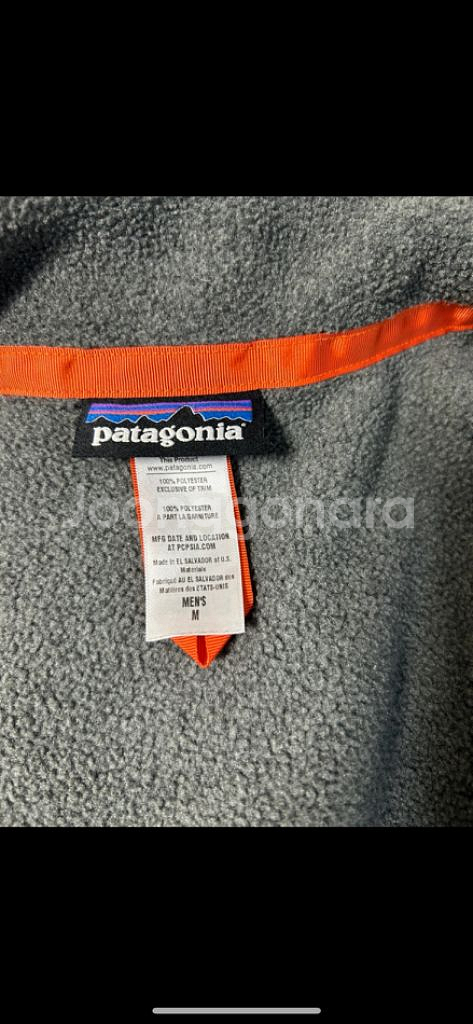 patagonia
This Product
www.patagonia.com
100% POLYESTER
EXCLUSIVE OF TRIM
100% POLYESTER
A PART LA GARNITURE
MFG DATE AND LOCATION
AT PCPSIA.COM
Made in EL SALVADOR of U.S.
Materials
Fabriqué AU EL SALVADOR des
Matières des ETATS-UNIS
MEN'S
M